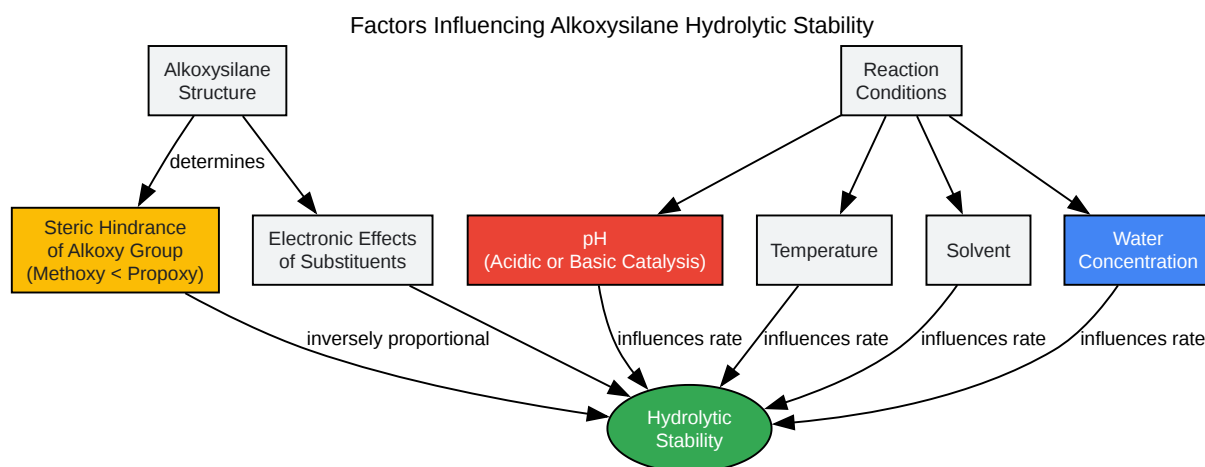 Factors Influencing Alkoxysilane Hydrolytic Stability
Alkoxysilane
Structure
Reaction
Conditions
determines
Steric Hindrance
of Alkoxy Group
(Methoxy < Propoxy)
Electronic Effects
of Substituents
pH
(Acidic or Basic Catalysis)
Temperature
Solvent
Water
Concentration
inversely proportional
influences rate
influences rate
influences rate
influences rate
Hydrolytic
Stability